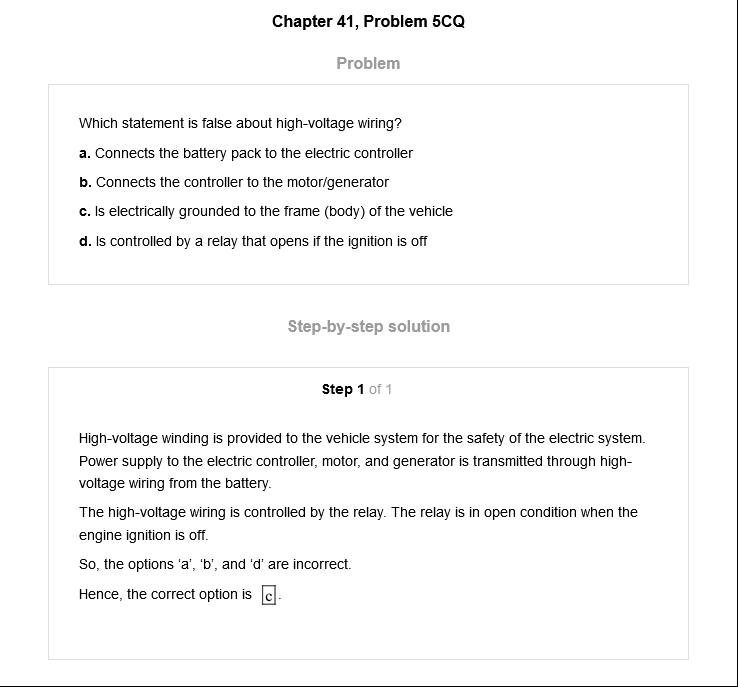 Chapter 41, Problem 5CQ
Problem
Which statement is false about high-voltage wiring?
a. Connects the battery pack to the electric controller
b. Connects the controller to the motor/generator
c. Is electrically grounded to the frame (body) of the vehicle
d. Is controlled by a relay that opens if the ignition is off
Step-by-step solution
Step 1 of 1
High-voltage winding is provided to the vehicle system for the safety of the electric system.
Power supply to the electric controller, motor, and generator is transmitted through high-
voltage wiring from the battery.
The high-voltage wiring is controlled by the relay. The relay is in open condition when the
engine ignition is off.
So, the options ‘a’, ‘b’, and ‘d’ are incorrect.
Hence, the correct option is c.